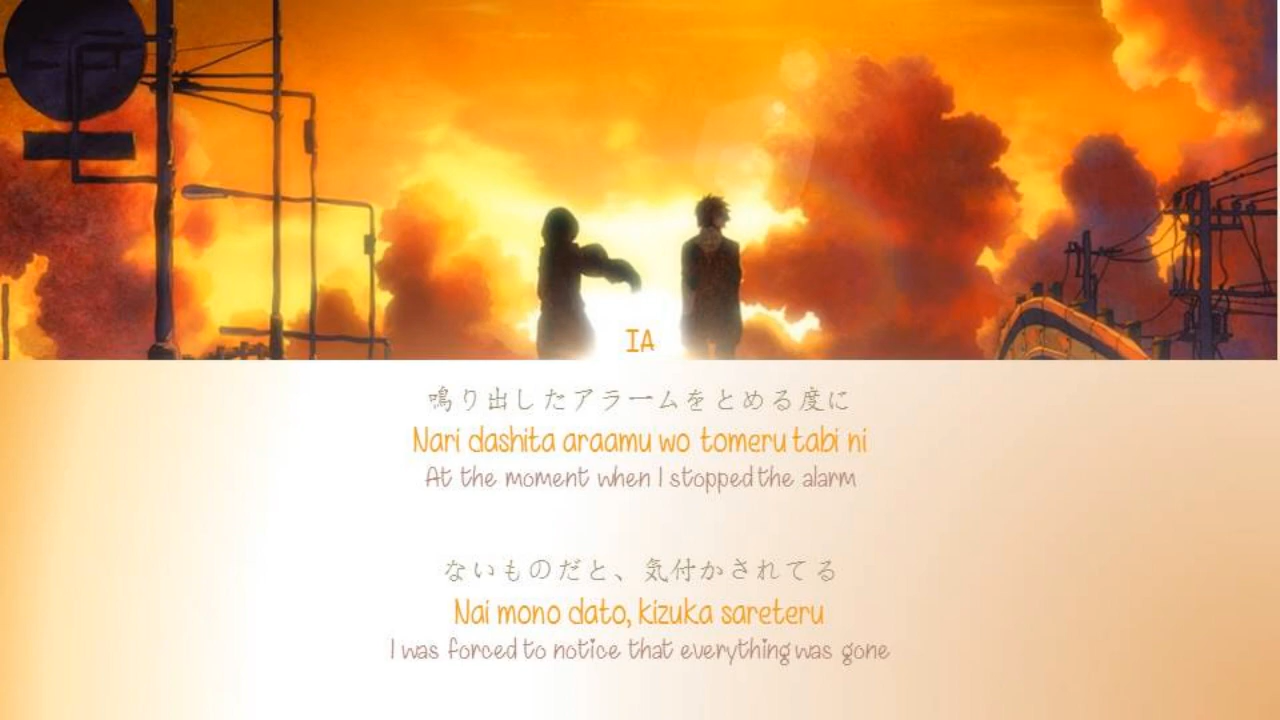 IA
鳴り出したアラームをとめる度に
Nari dashita araamu wo tomeru tabi ni
At the moment when I stopped the alarm
ないものだと、気付かされてる
Nai mono dato, kizuka sareteru
I was forced to notice that everything was gone